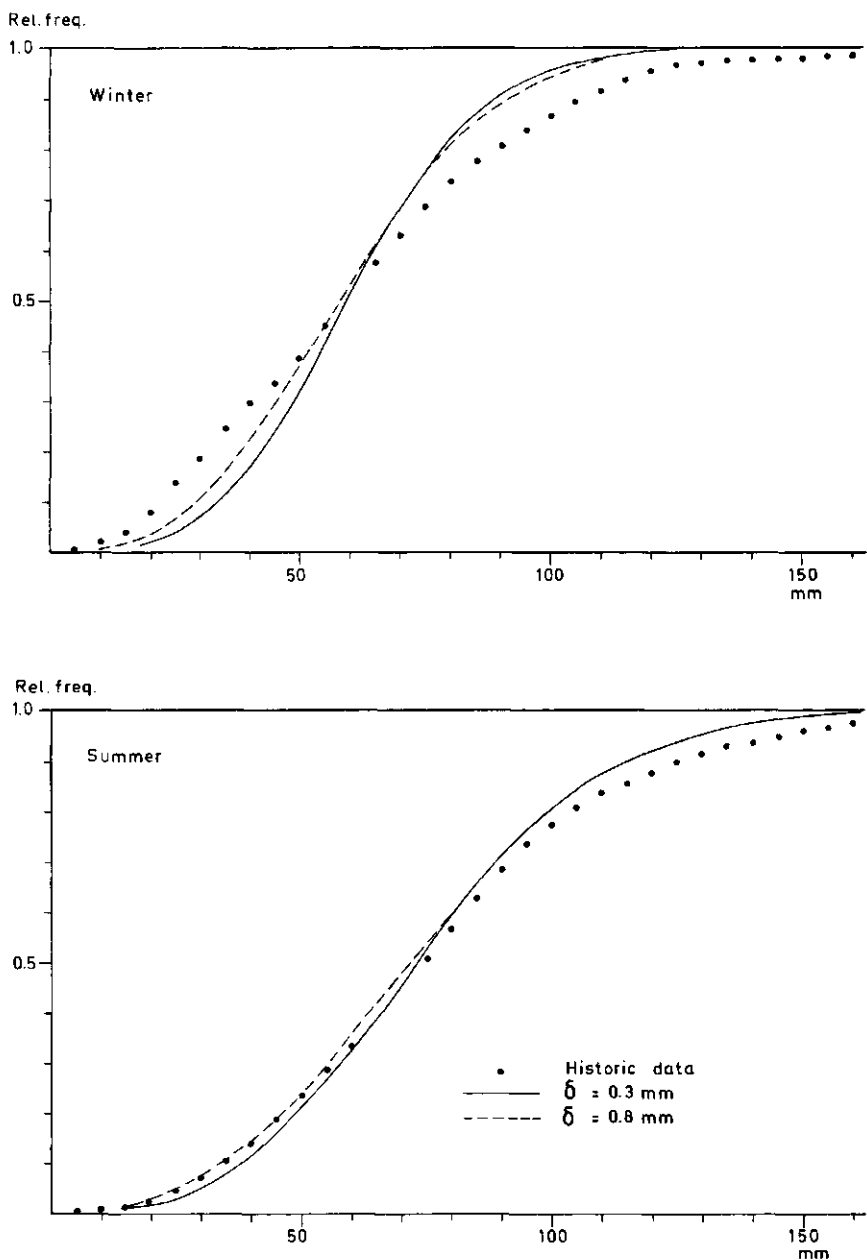 Rel. freq.
1.0
Winter
0.5
50
100
150
mm
Rel. freq.
1.0
Summer
0.5
• Historic data
δ = 0.3 mm
δ = 0.8 mm
50
100
150
mm